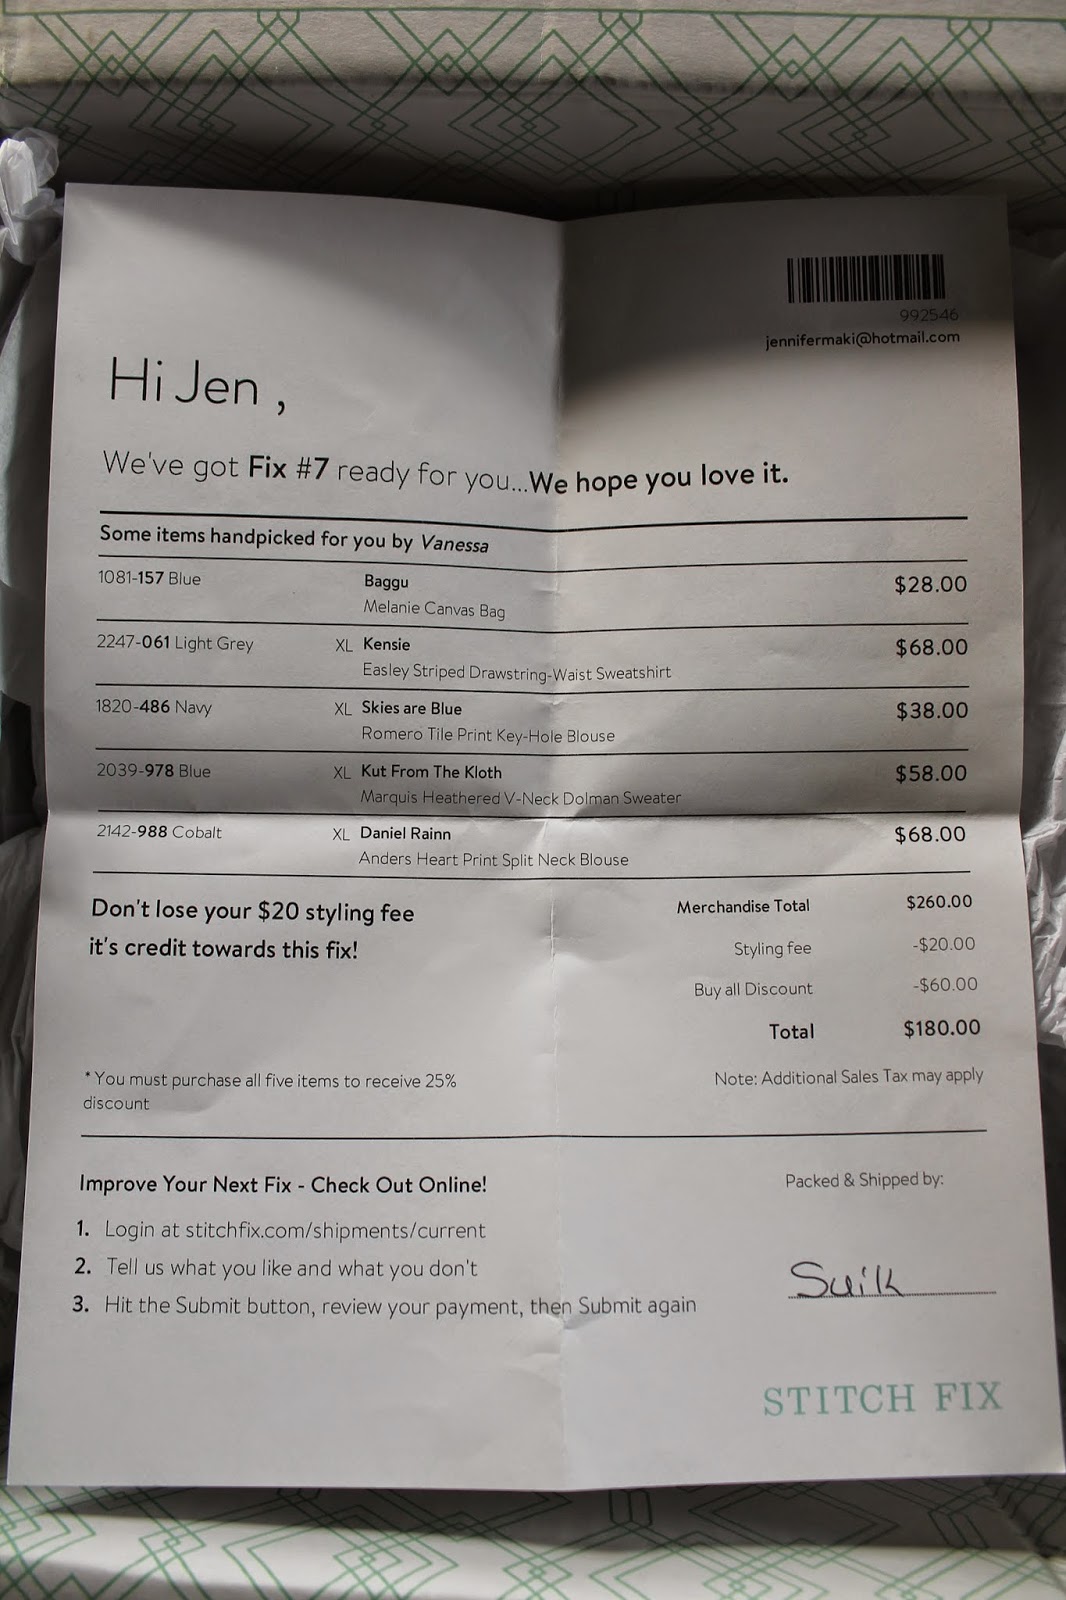 992546
jennifermaki@hotmail.com
Hi Jen ,
We've got Fix #7 ready for you...We hope you love it.
Some items handpicked for you by Vanessa
1081-157 Blue Baggu $28.00
Melanie Canvas Bag
2247-061 Light Grey XL Kensie $68.00
Easley Striped Drawstring-Waist Sweatshirt
1820-486 Navy XL Skies are Blue $38.00
Romero Tile Print Key-Hole Blouse
2039-978 Blue XL Kut From The Kloth $58.00
Marquis Heathered V-Neck Dolman Sweater
2142-988 Cobalt XL Daniel Rainn $68.00
Anders Heart Print Split Neck Blouse
Don't lose your $20 styling fee
it's credit towards this fix!
Merchandise Total $260.00
Styling fee -$20.00
Buy all Discount -$60.00
Total $180.00
* You must purchase all five items to receive 25%
discount
Note: Additional Sales Tax may apply
Improve Your Next Fix - Check Out Online!
1. Login at stitchfix.com/shipments/current
2. Tell us what you like and what you don't
3. Hit the Submit button, review your payment, then Submit again
Packed & Shipped by:
STITCH FIX